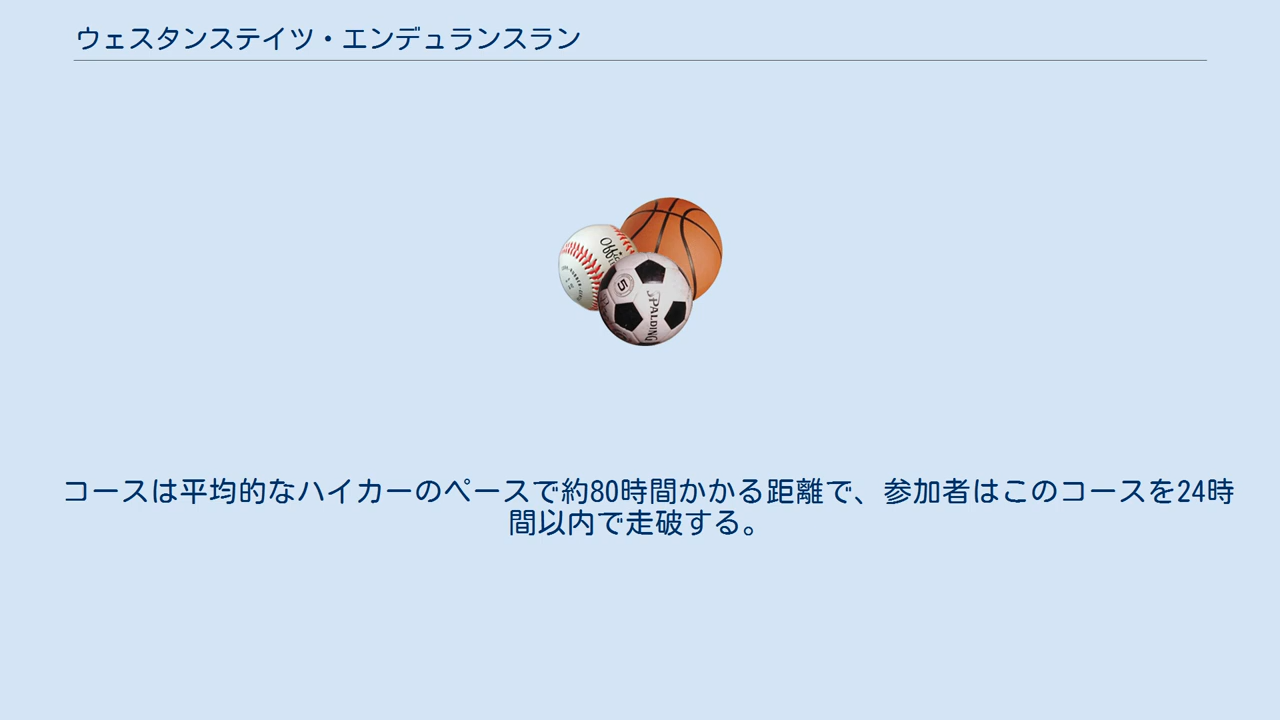 ウェスタンステイツ・エンデュランスラン
Offici
5
SPALDING
コースは平均的なハイカーのペースで約80時間かかる距離で、参加者はこのコースを24時
間以内で走破する。